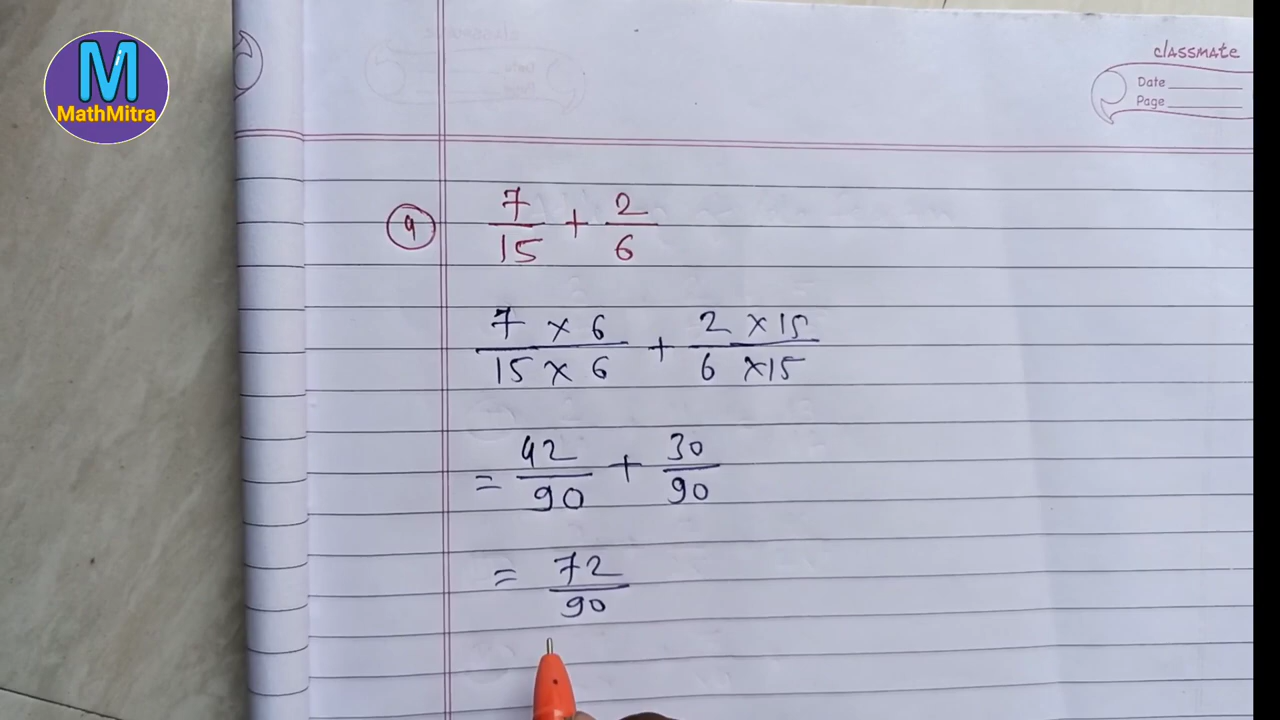 M
MathMitra
classmate
Date
Page
9
7/15 + 2/6
7 × 6/15 × 6 + 2 × 15/6 × 15
= 42/90 + 30/90
= 72/90